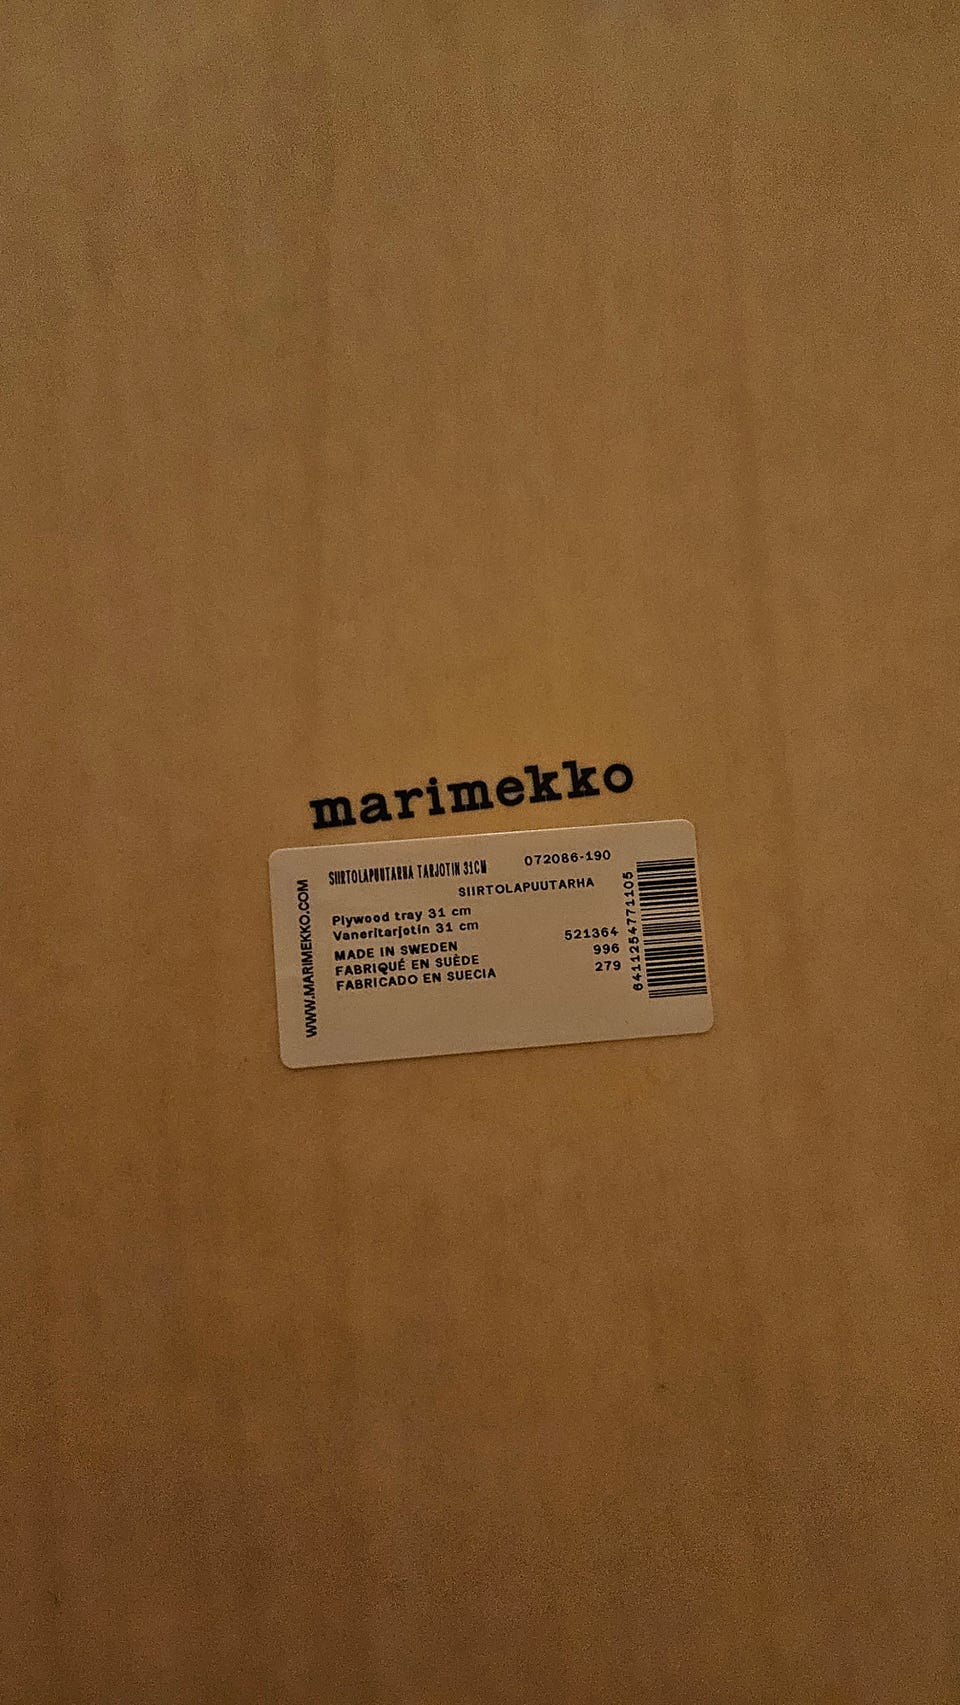 marimekko
WWW.MARIMEKKO.COM
SIIRTOLAPUUTARHA TARJOTIN 31CM
072086-190
SIIRTOLAPUUTARHA
Plywood tray 31 cm
Vaneritarjotin 31 cm
MADE IN SWEDEN
FABRIQUÉ EN SUÈDE
FABRICADO EN SUECIA
521364
996
279
6411254771105